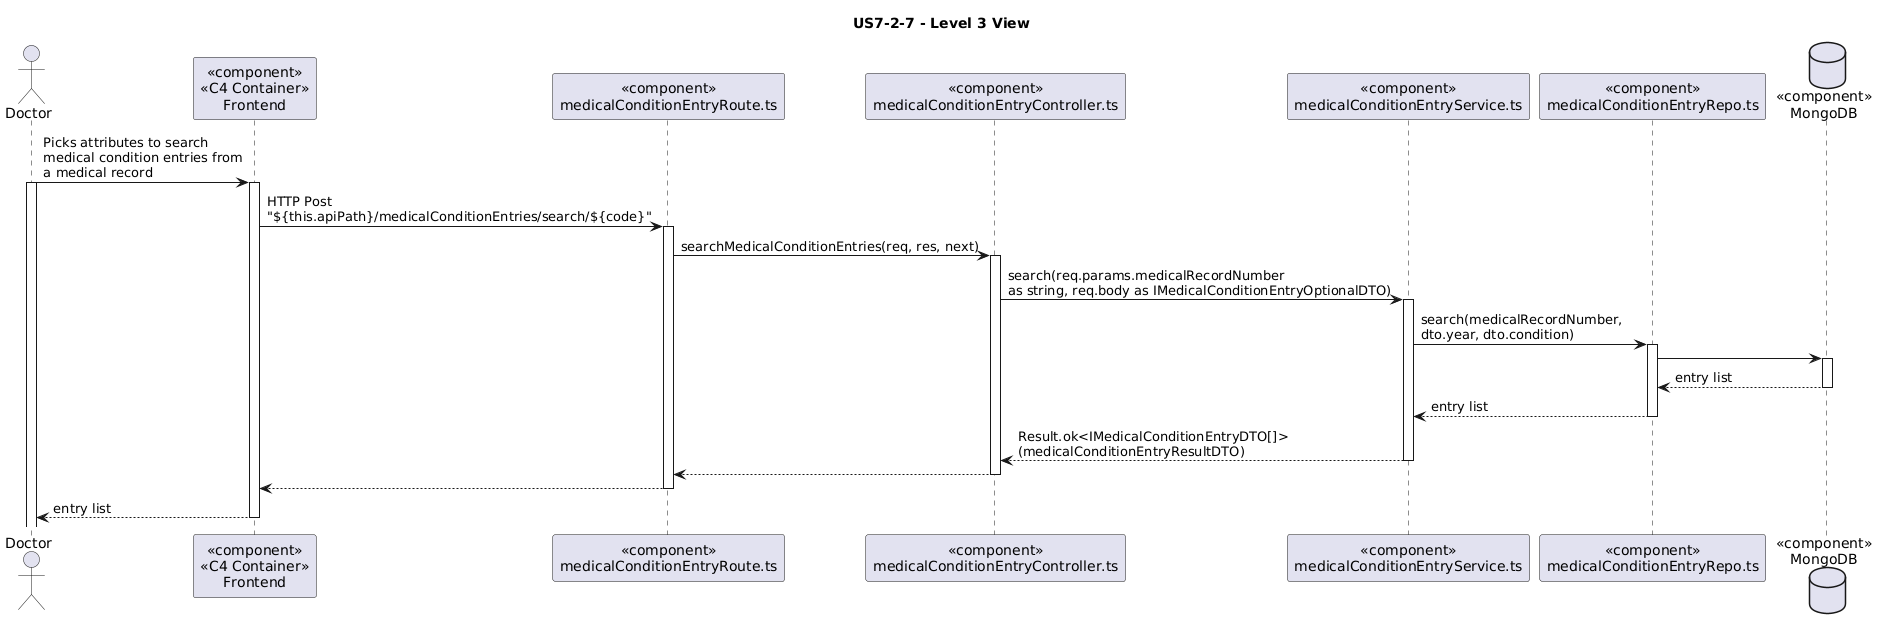 US7-2-7 - Level 3 View
Doctor
«component»
«C4 Container»
Frontend
«component»
medicalConditionEntryRoute.ts
«component»
medicalConditionEntryController.ts
«component»
medicalConditionEntryService.ts
«component»
medicalConditionEntryRepo.ts
«component»
MongoDB
Picks attributes to search
medical condition entries from
a medical record
HTTP Post
"${this.apiPath}/medicalConditionEntries/search/${code}"
searchMedicalConditionEntries(req, res, next)
search(req.params.medicalRecordNumber
as string, req.body as IMedicalConditionEntryOptionalDTO)
search(medicalRecordNumber,
dto.year, dto.condition)
entry list
entry list
Result.ok<IMedicalConditionEntryDTO[]>
(medicalConditionEntryResultDTO)
entry list
Doctor
«component»
«C4 Container»
Frontend
«component»
medicalConditionEntryRoute.ts
«component»
medicalConditionEntryController.ts
«component»
medicalConditionEntryService.ts
«component»
medicalConditionEntryRepo.ts
«component»
MongoDB